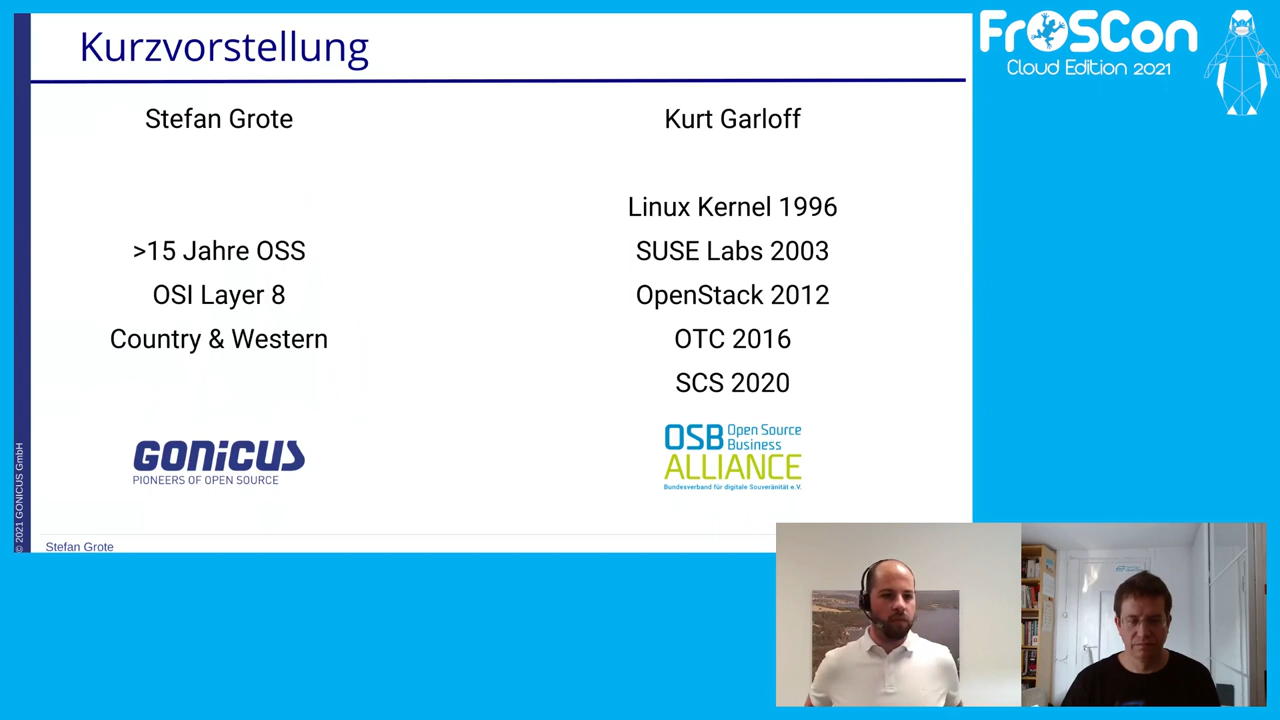 Kurzvorstellung
Stefan Grote
>15 Jahre OSS
OSI Layer 8
Country & Western
GONICUS
PIONEERS OF OPEN SOURCE
Kurt Garloff
Linux Kernel 1996
SUSE Labs 2003
OpenStack 2012
OTC 2016
SCS 2020
OSB Open Source
Business
ALLIANCE
Bundesverband für digitale Souveränität e.V.
© 2021 GONICUS GmbH
Stefan Grote
FrOSCon
Cloud Edition 2021